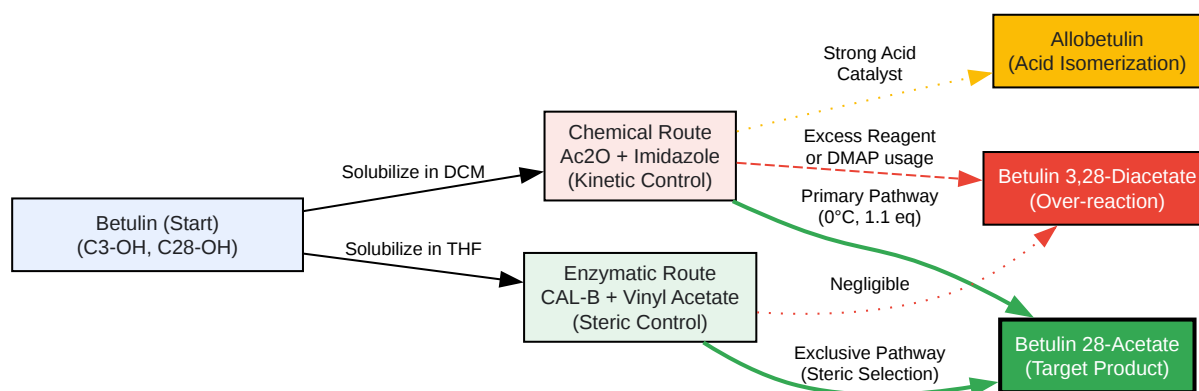 Betulin (Start)
(C3-OH, C28-OH)
Solubilize in DCM
Solubilize in THF
Chemical Route
Ac2O + Imidazole
(Kinetic Control)
Enzymatic Route
CAL-B + Vinyl Acetate
(Steric Control)
Strong Acid
Catalyst
Excess Reagent
or DMAP usage
Primary Pathway
(0°C, 1.1 eq)
Negligible
Exclusive Pathway
(Steric Selection)
Allobetulin
(Acid Isomerization)
Betulin 3,28-Diacetate
(Over-reaction)
Betulin 28-Acetate
(Target Product)